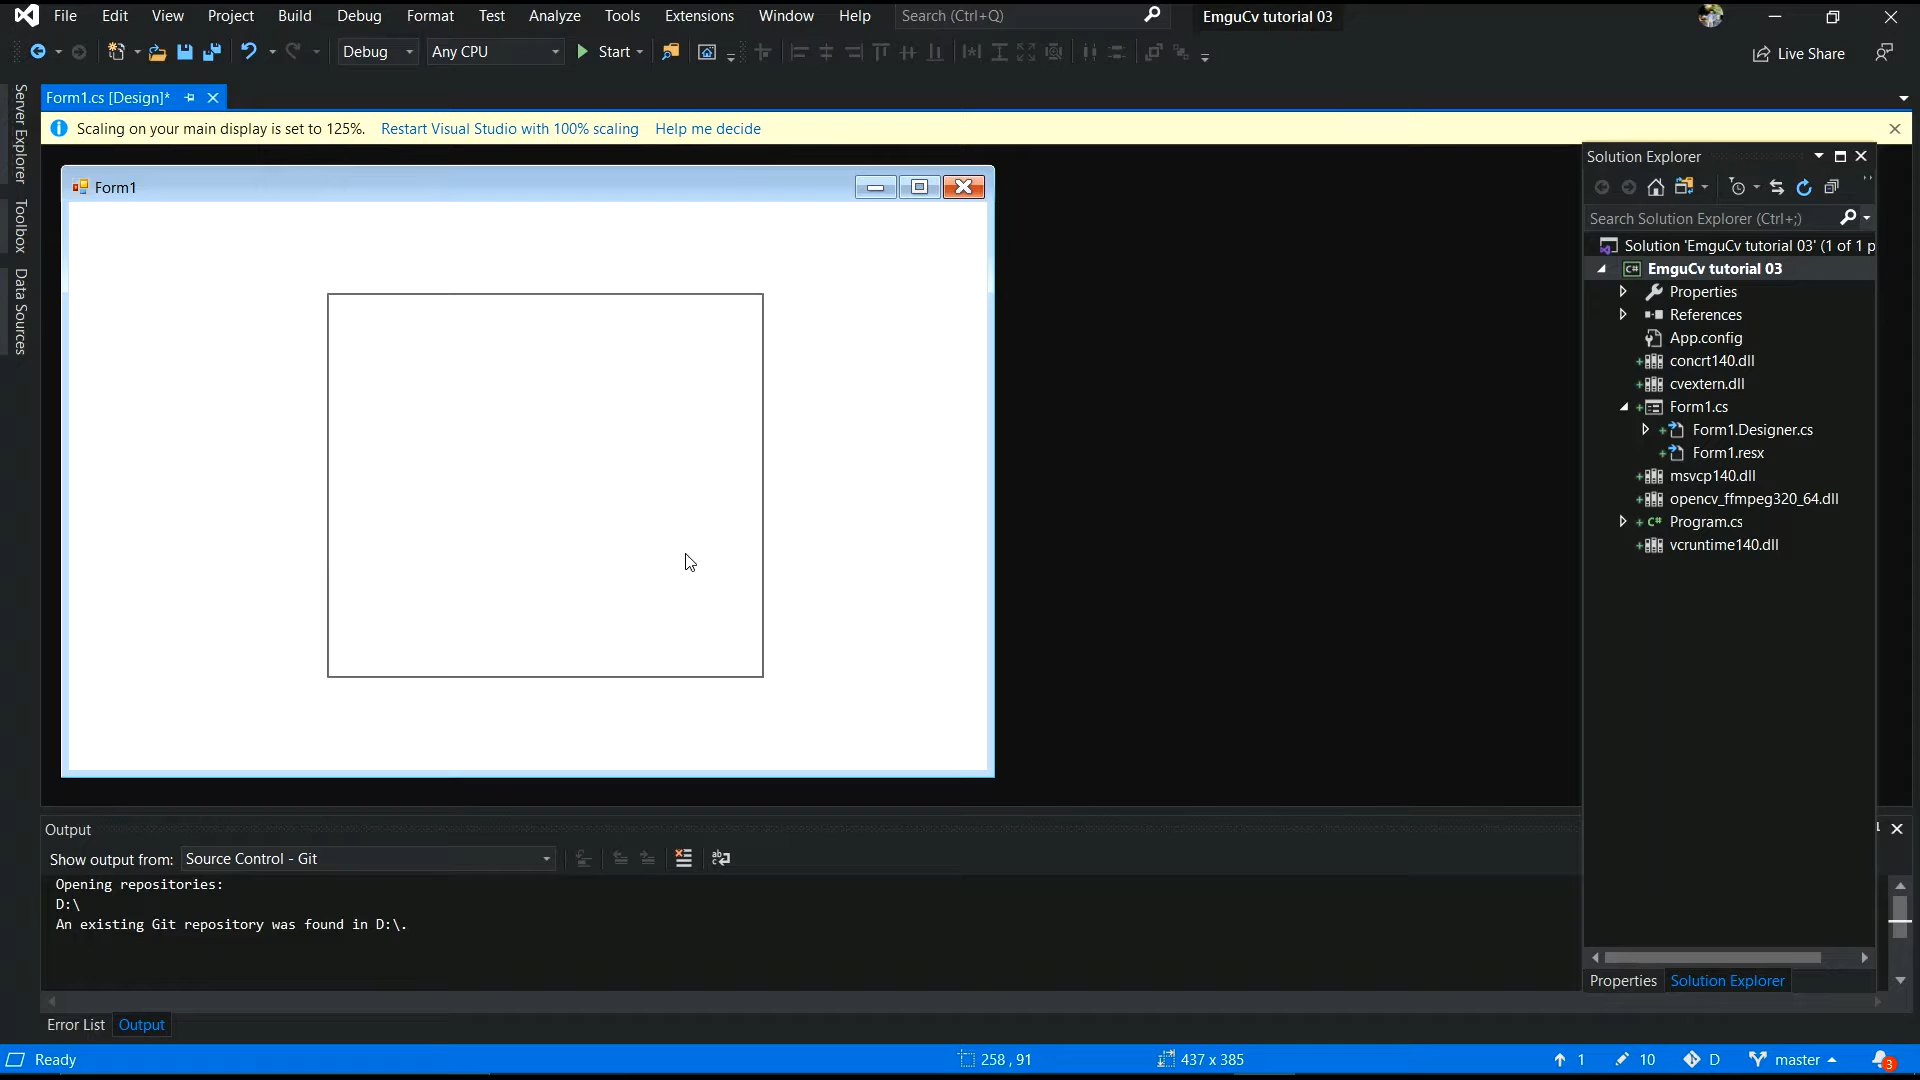 File Edit View Project Build Debug Format Test Analyze Tools Extensions Window Help Search (Ctrl+Q) EmguCv tutorial 03
Debug Any CPU Start Live Share
Form1.cs [Design]*
Scaling on your main display is set to 125%. Restart Visual Studio with 100% scaling Help me decide
Server Explorer
Toolbox
Data Sources
Form1
Solution Explorer
Search Solution Explorer (Ctrl+;)
Solution 'EmguCv tutorial 03' (1 of 1 p
C# EmguCv tutorial 03
Properties
References
App.config
concrt140.dll
cvextern.dll
Form1.cs
Form1.Designer.cs
Form1.resx
msvcp140.dll
opencv_ffmpeg320_64.dll
C# Program.cs
vcruntime140.dll
Properties Solution Explorer
Output
Show output from: Source Control - Git
Opening repositories:
D:\
An existing Git repository was found in D:\.
Error List Output
Ready 258 , 91 437 x 385 1 10 D master 3